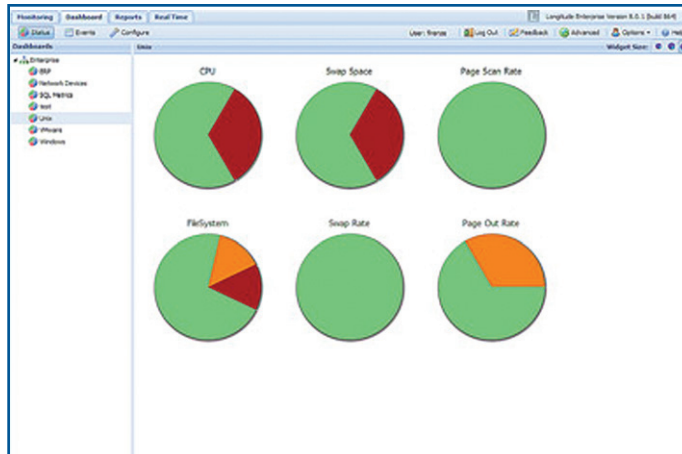 Monitoring Dashboard Reports Real Time
Longitude Enterprise Version 8.0.1 (build 864)
Status Events Configure User: Log Out Feedback Advanced Options Help
Dashboards Unix Widget Size:
Enterprise
ERP
Network Devices
SQL Metrics
test
Unix
VMware
Windows
CPU Swap Space Page Scan Rate
FileSystem Swap Rate Page Out Rate